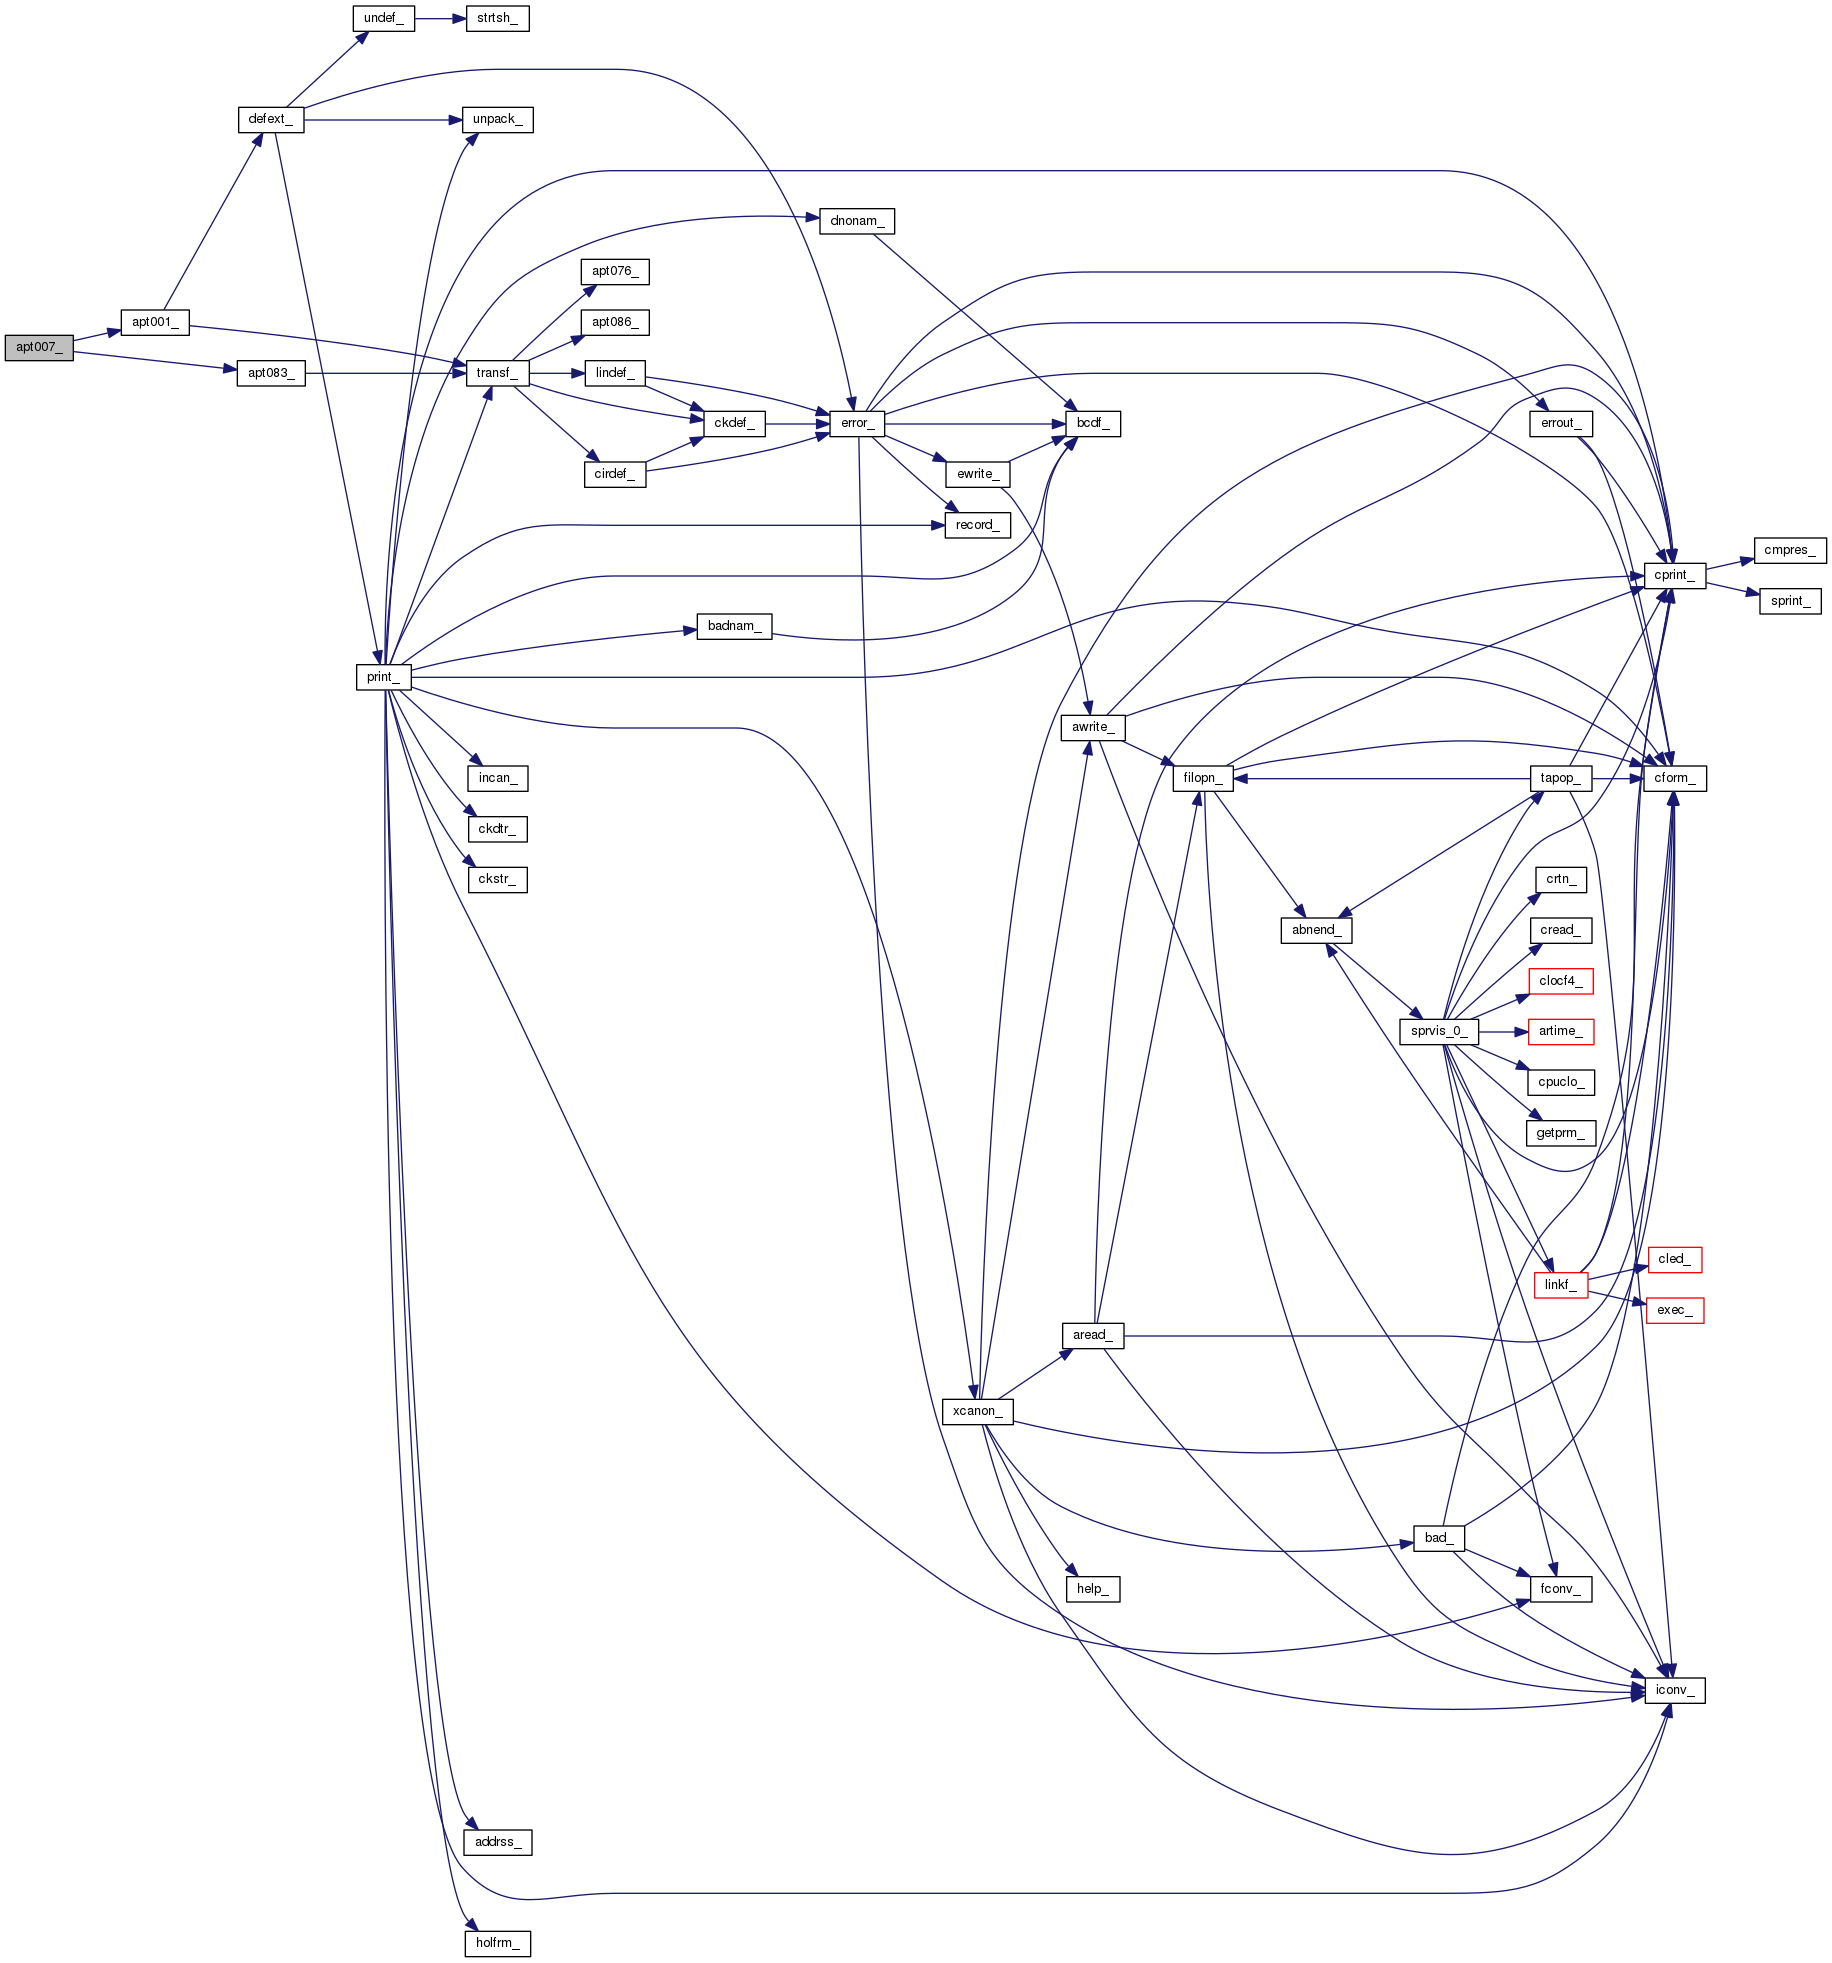 undef_
strtsh_
defext_
unpack_
dnonam_
apt076_
apt001_
apt086_
apt007_
apt083_
transf_
lindef_
ckdef_
error_
bcdf_
errout_
cirdef_
ewrite_
record_
cmpres_
cprint_
sprint_
badnam_
print_
awrite_
incan_
filopn_
tapop_
cform_
ckdtr_
ckstr_
crtn_
abnend_
cread_
clocf4_
sprvis_0_
artime_
cpuclo_
getprm_
cled_
linkf_
exec_
aread_
xcanon_
bad_
help_
fconv_
iconv_
addrss_
holfrm_